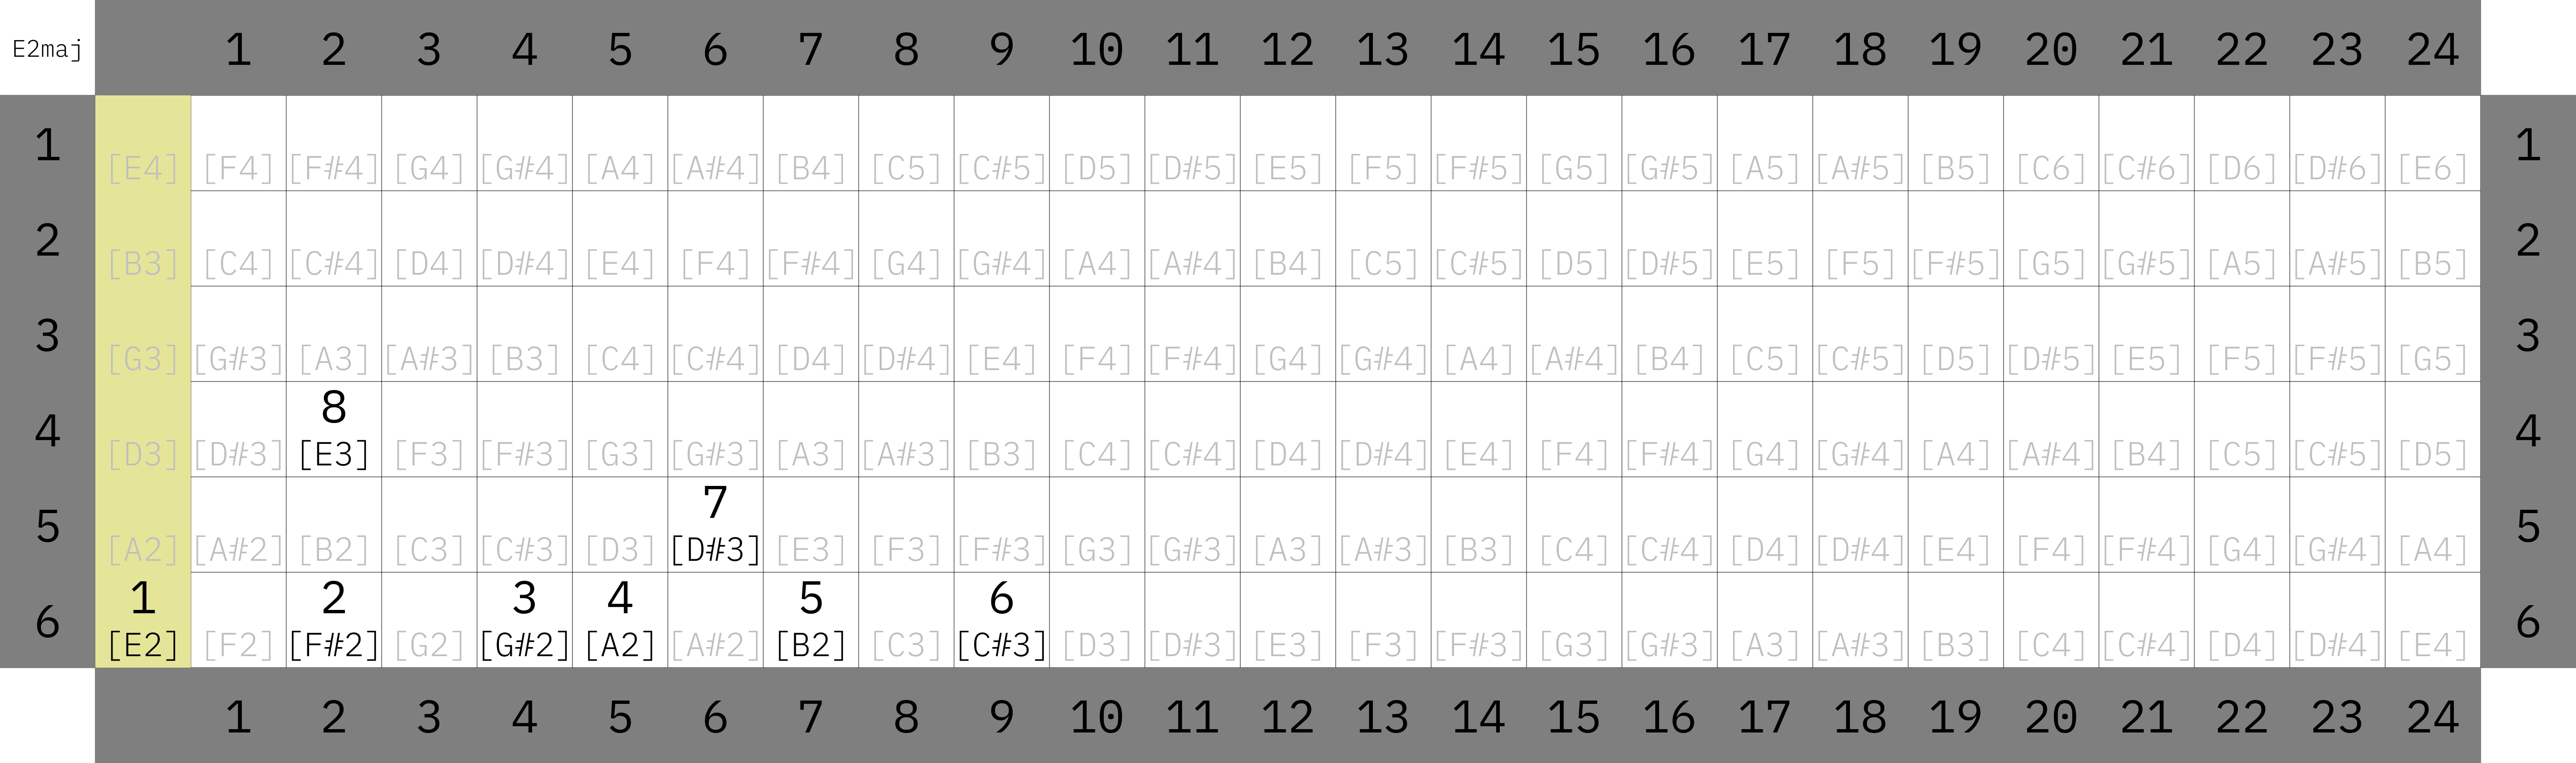 E2maj 1 2 3 4 5 6 7 8 9 10 11 12 13 14 15 16 17 18 19 20 21 22 23 24
1 [E4] [F4] [F#4] [G4] [G#4] [A4] [A#4] [B4] [C5] [C#5] [D5] [D#5] [E5] [F5] [F#5] [G5] [G#5] [A5] [A#5] [B5] [C6] [C#6] [D6] [D#6] [E6] 1
2 [B3] [C4] [C#4] [D4] [D#4] [E4] [F4] [F#4] [G4] [G#4] [A4] [A#4] [B4] [C5] [C#5] [D5] [D#5] [E5] [F5] [F#5] [G5] [G#5] [A5] [A#5] [B5] 2
3 [G3] [G#3] [A3] [A#3] [B3] [C4] [C#4] [D4] [D#4] [E4] [F4] [F#4] [G4] [G#4] [A4] [A#4] [B4] [C5] [C#5] [D5] [D#5] [E5] [F5] [F#5] [G5] 3
8
4 [D3] [D#3] [E3] [F3] [F#3] [G3] [G#3] [A3] [A#3] [B3] [C4] [C#4] [D4] [D#4] [E4] [F4] [F#4] [G4] [G#4] [A4] [A#4] [B4] [C5] [C#5] [D5] 4
7
5 [A2] [A#2] [B2] [C3] [C#3] [D3] [D#3] [E3] [F3] [F#3] [G3] [G#3] [A3] [A#3] [B3] [C4] [C#4] [D4] [D#4] [E4] [F4] [F#4] [G4] [G#4] [A4] 5
1 2 3 4 5 6
6 [E2] [F2] [F#2] [G2] [G#2] [A2] [A#2] [B2] [C3] [C#3] [D3] [D#3] [E3] [F3] [F#3] [G3] [G#3] [A3] [A#3] [B3] [C4] [C#4] [D4] [D#4] [E4] 6
1 2 3 4 5 6 7 8 9 10 11 12 13 14 15 16 17 18 19 20 21 22 23 24